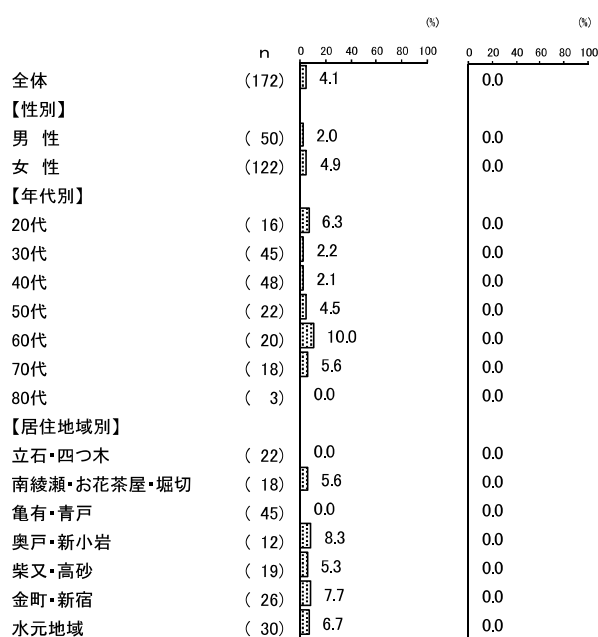 (%) (%)
n 0 20 40 60 80 100 0 20 40 60 80 100
全体 (172) 4.1 0.0
【性別】
男 性 ( 50) 2.0 0.0
女 性 (122) 4.9 0.0
【年代別】
20代 ( 16) 6.3 0.0
30代 ( 45) 2.2 0.0
40代 ( 48) 2.1 0.0
50代 ( 22) 4.5 0.0
60代 ( 20) 10.0 0.0
70代 ( 18) 5.6 0.0
80代 ( 3) 0.0 0.0
【居住地域別】
立石・四つ木 ( 22) 0.0 0.0
南綾瀬・お花茶屋・堀切 ( 18) 5.6 0.0
亀有・青戸 ( 45) 0.0 0.0
奥戸・新小岩 ( 12) 8.3 0.0
柴又・高砂 ( 19) 5.3 0.0
金町・新宿 ( 26) 7.7 0.0
水元地域 ( 30) 6.7 0.0